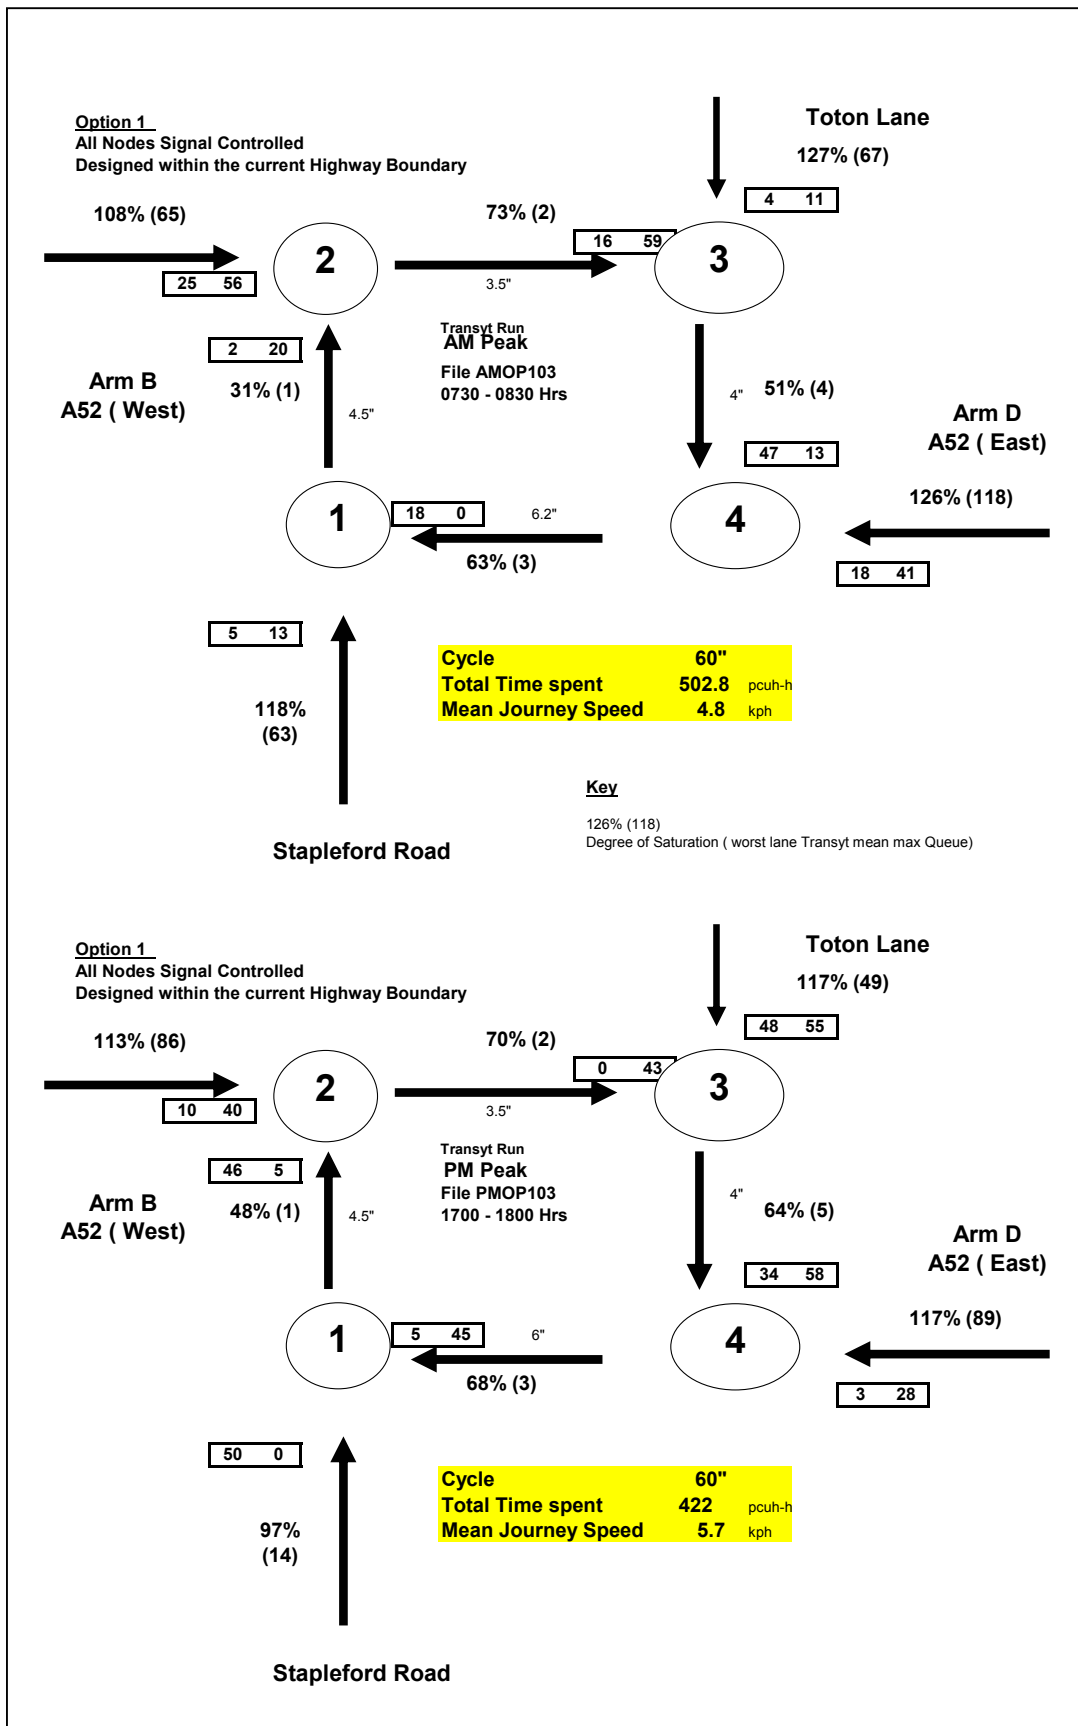 Option 1
All Nodes Signal Controlled
Designed within the current Highway Boundary
Toton Lane
127% (67)
4 11
108% (65)
73% (2)
16 59
2
3
25 56
3.5"
2 20
Transyt Run
AM Peak
File AMOP103
0730 - 0830 Hrs
Arm B
A52 ( West)
31% (1)
4.5"
4"
51% (4)
Arm D
A52 ( East)
47 13
126% (118)
1
18 0
6.2"
4
63% (3)
18 41
5 13
118%
(63)
Cycle 60"
Total Time spent 502.8 pcuh-h
Mean Journey Speed 4.8 kph
Key
126% (118)
Degree of Saturation ( worst lane Transyt mean max Queue)
Stapleford Road
Option 1
All Nodes Signal Controlled
Designed within the current Highway Boundary
Toton Lane
117% (49)
48 55
113% (86)
70% (2)
0 43
2
3
10 40
3.5"
46 5
Transyt Run
PM Peak
File PMOP103
1700 - 1800 Hrs
Arm B
A52 ( West)
48% (1)
4.5"
4"
64% (5)
Arm D
A52 ( East)
34 58
117% (89)
1
5 45
6"
4
68% (3)
3 28
50 0
97%
(14)
Cycle 60"
Total Time spent 422 pcuh-h
Mean Journey Speed 5.7 kph
Stapleford Road